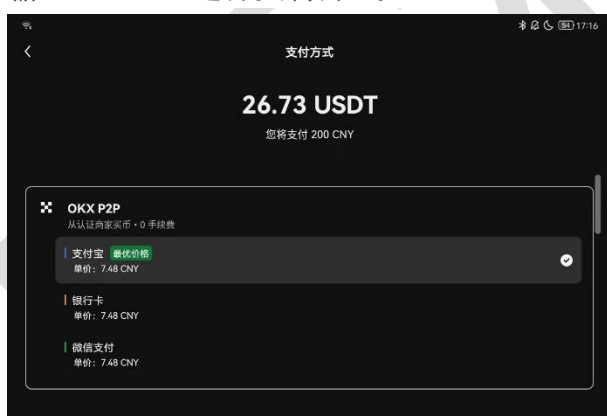 54 17:16
支付方式
26.73 USDT
您将支付 200 CNY
OKX P2P
从认证商家买币·0 手续费
支付宝 最优价格
单价：7.48 CNY
银行卡
单价：7.48 CNY
微信支付
单价：7.48 CNY